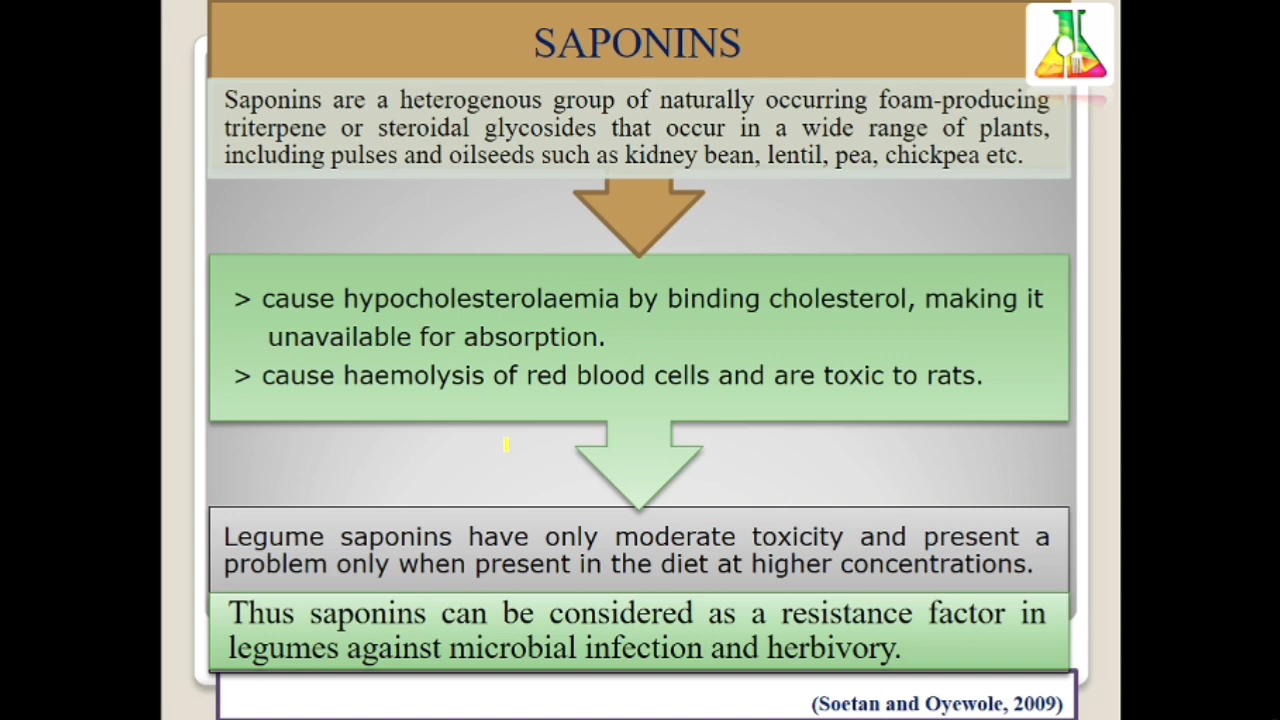 SAPONINS
Saponins are a heterogenous group of naturally occurring foam-producing
triterpene or steroidal glycosides that occur in a wide range of plants,
including pulses and oilseeds such as kidney bean, lentil, pea, chickpea etc.
> cause hypocholesterolaemia by binding cholesterol, making it
unavailable for absorption.
> cause haemolysis of red blood cells and are toxic to rats.
Legume saponins have only moderate toxicity and present a
problem only when present in the diet at higher concentrations.
Thus saponins can be considered as a resistance factor in
legumes against microbial infection and herbivory.
(Soetan and Oyewole, 2009)